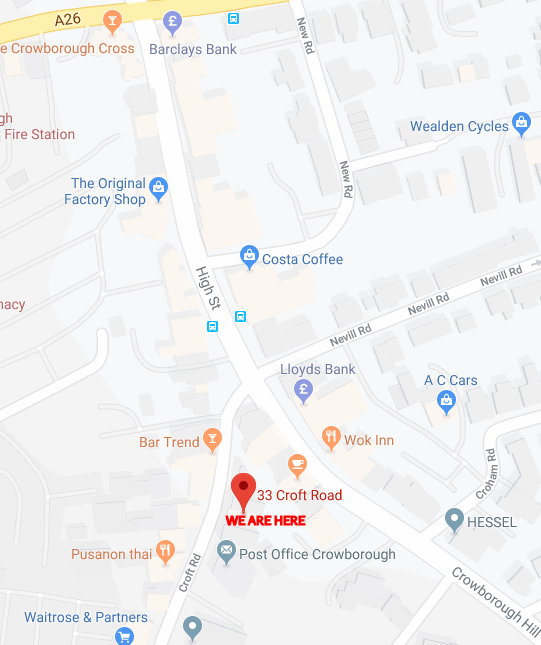 A26
New Rd
e Crowborough Cross
Barclays Bank
gh
Fire Station
Wealden Cycles
New Rd
The Original
Factory Shop
Costa Coffee
High St
Nevill Rd
Nevill Rd
Nevill Rd
macy
Lloyds Bank
A C Cars
Bar Trend
Wok Inn
Croham Rd
33 Croft Road
WE ARE HERE
HESSEL
Pusanon thai
Post Office Crowborough
Croft Rd
Crowborough Hill
Waitrose & Partners